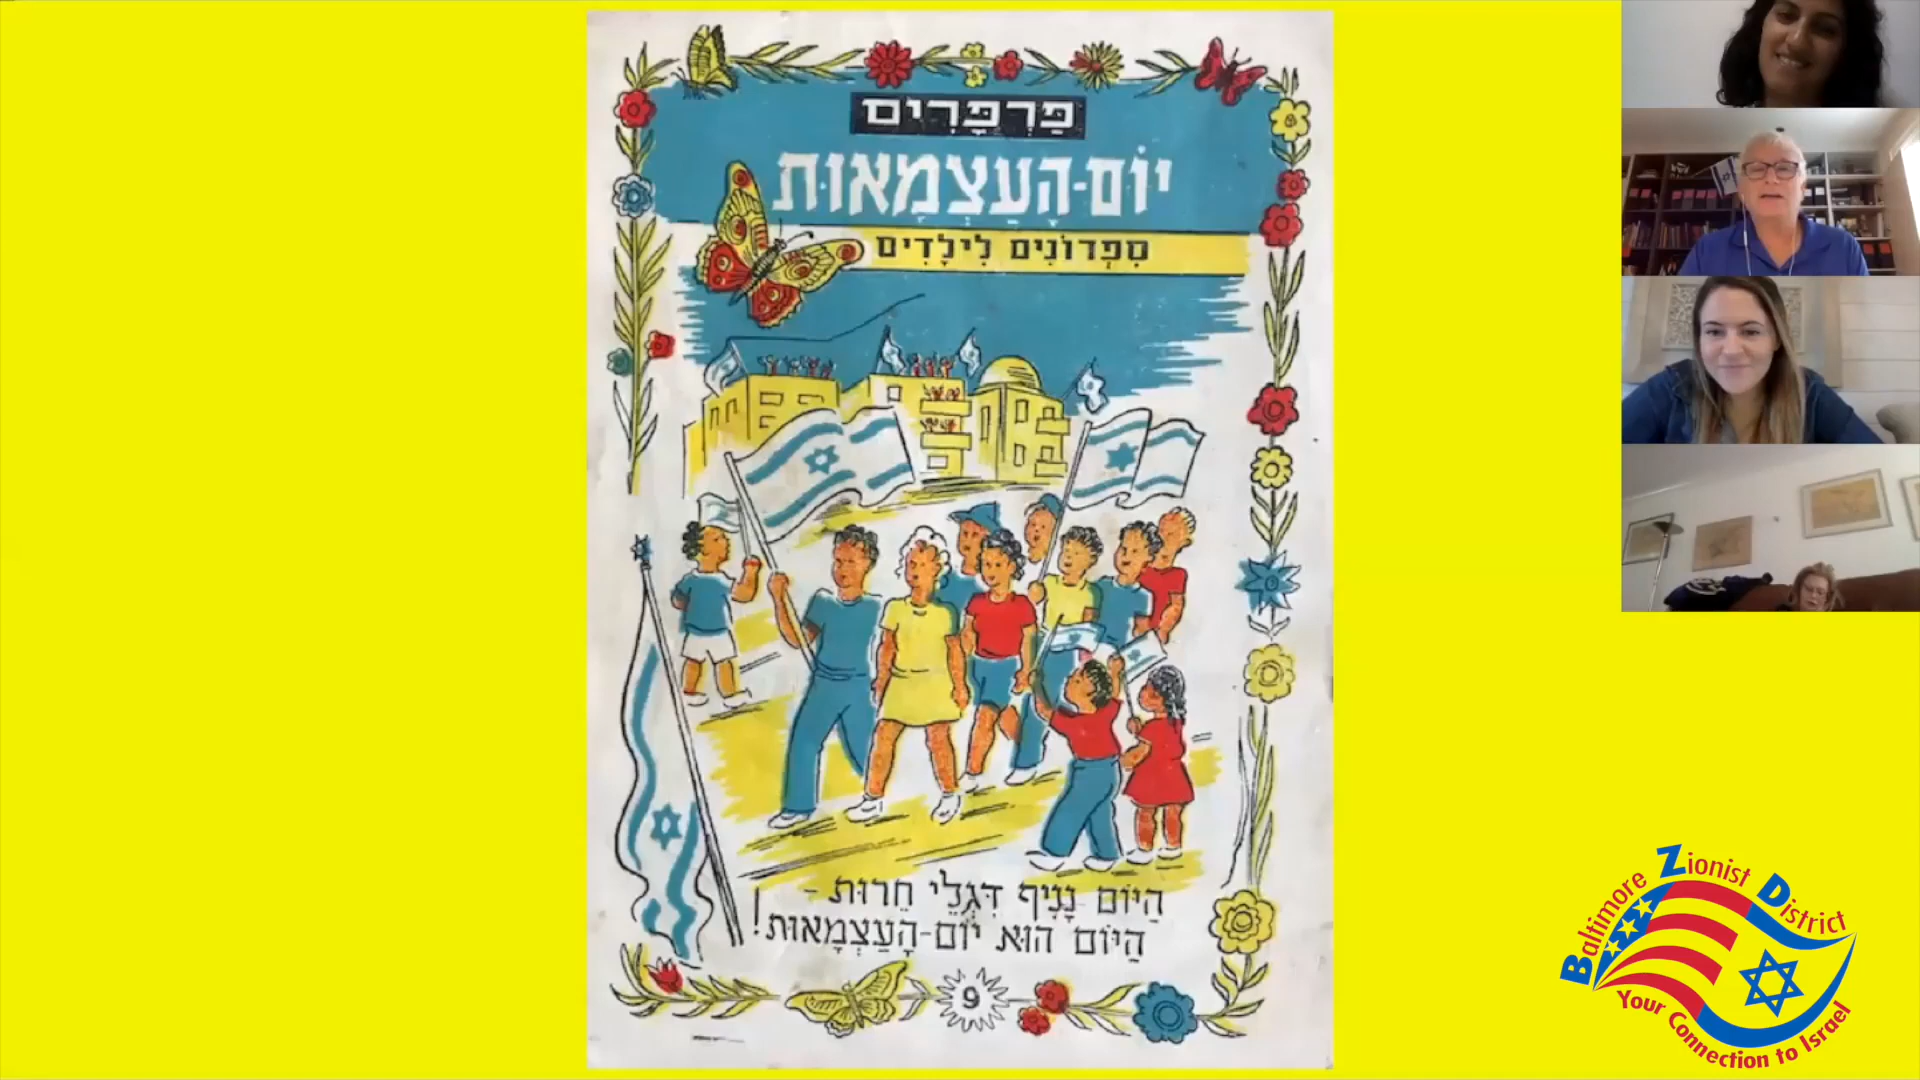 פַּרְפָּרִים
יוֹם-הָעַצְמָאוּת
סִפְרוֹנִים לִילָדִים
הַיּוֹם נָנִיף דִּגְלֵי חֵרוּת -
הַיּוֹם הוּא יוֹם-הָעַצְמָאוּת!
9
Baltimore Zionist District
Your Connection to Israel